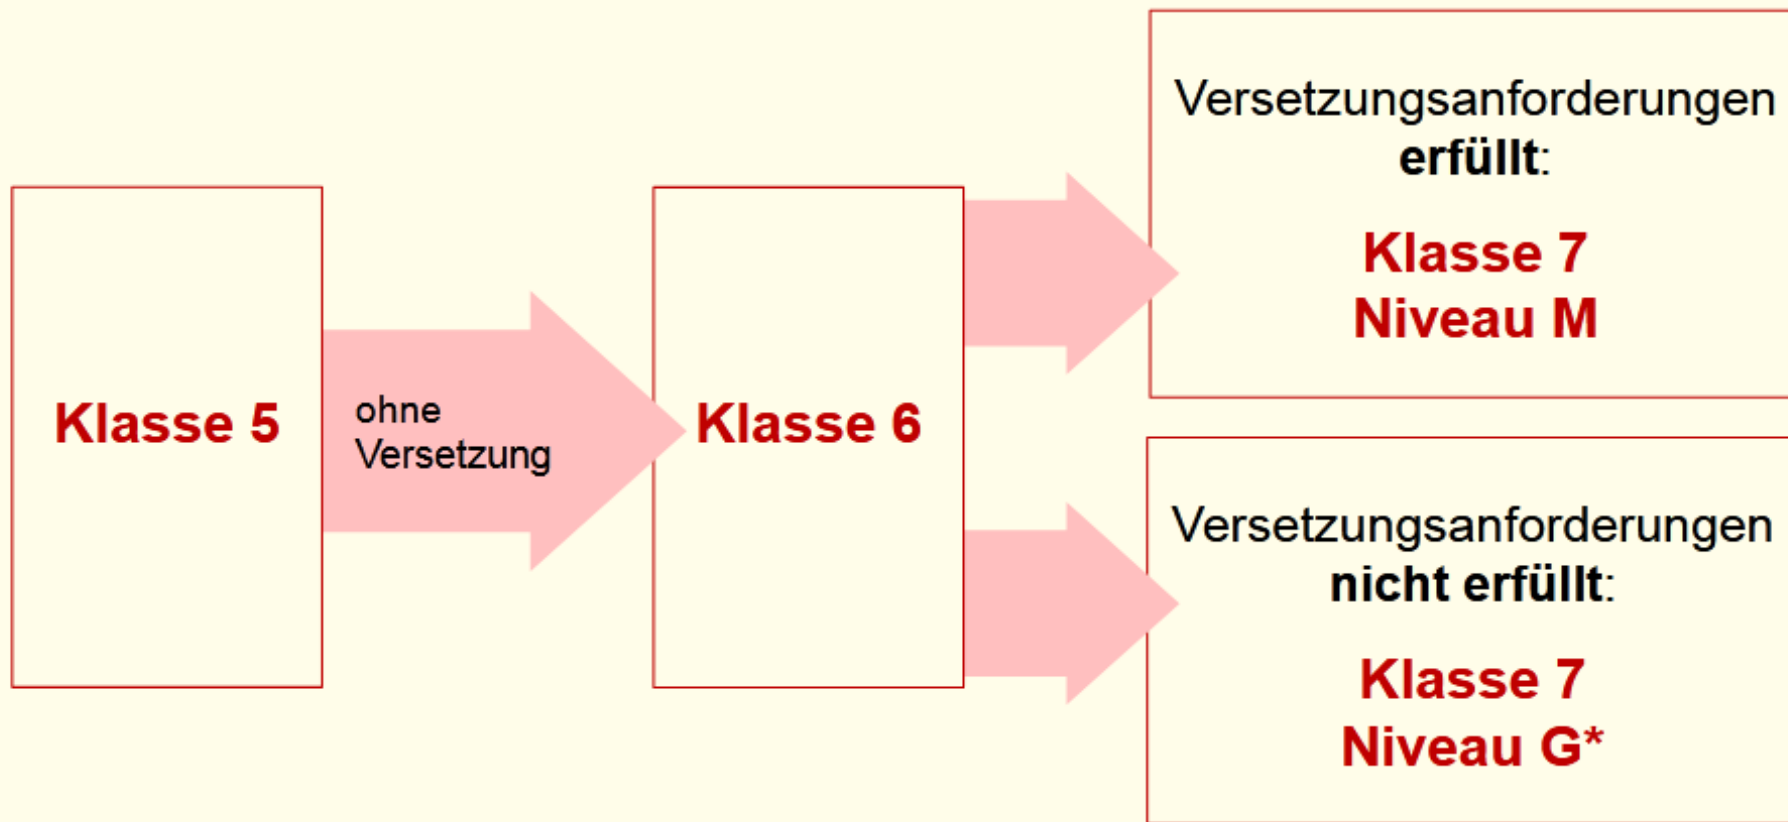 Klasse 5
ohne
Versetzung
Klasse 6
Versetzungsanforderungen
erfüllt:
Klasse 7
Niveau M
Versetzungsanforderungen
nicht erfüllt:
Klasse 7
Niveau G*